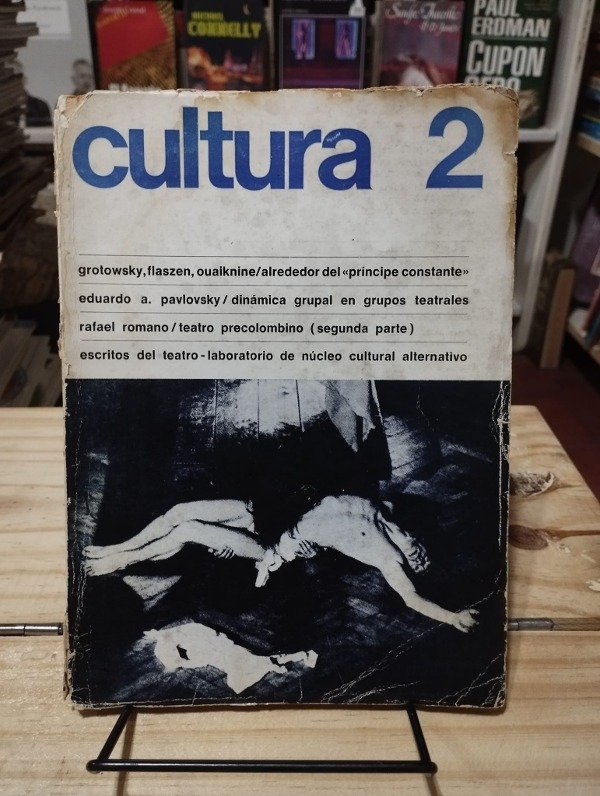 MICHAEL
CONNELLY
PAUL
ERDMAN
CUPON
cultura 2
grotowsky, flaszen, ouaiknine/alrededor del «príncipe constante»
eduardo a. pavlovsky/dinámica grupal en grupos teatrales
rafael romano/teatro precolombino (segunda parte)
escritos del teatro-laboratorio de núcleo cultural alternativo